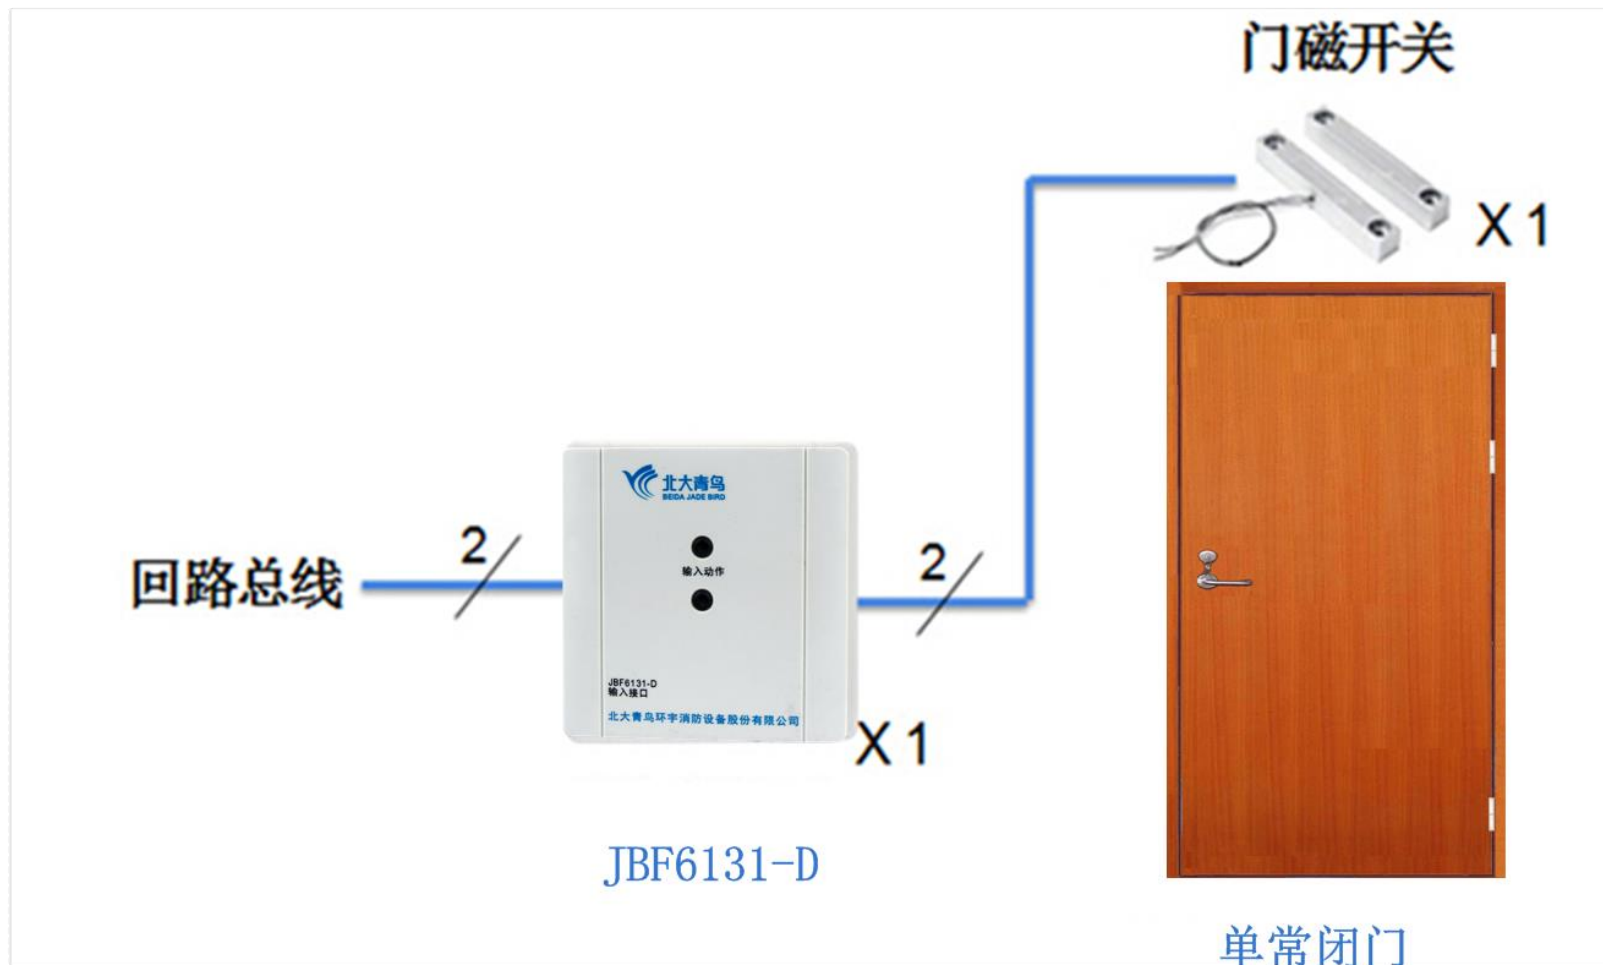 门磁开关
X 1
北大青鸟
BEIDA JADE BIRD
2
2
输入动作
回路总线
JBF6131-D
输入接口
北大青鸟环宇消防设备股份有限公司
X 1
JBF6131-D
单常闭门